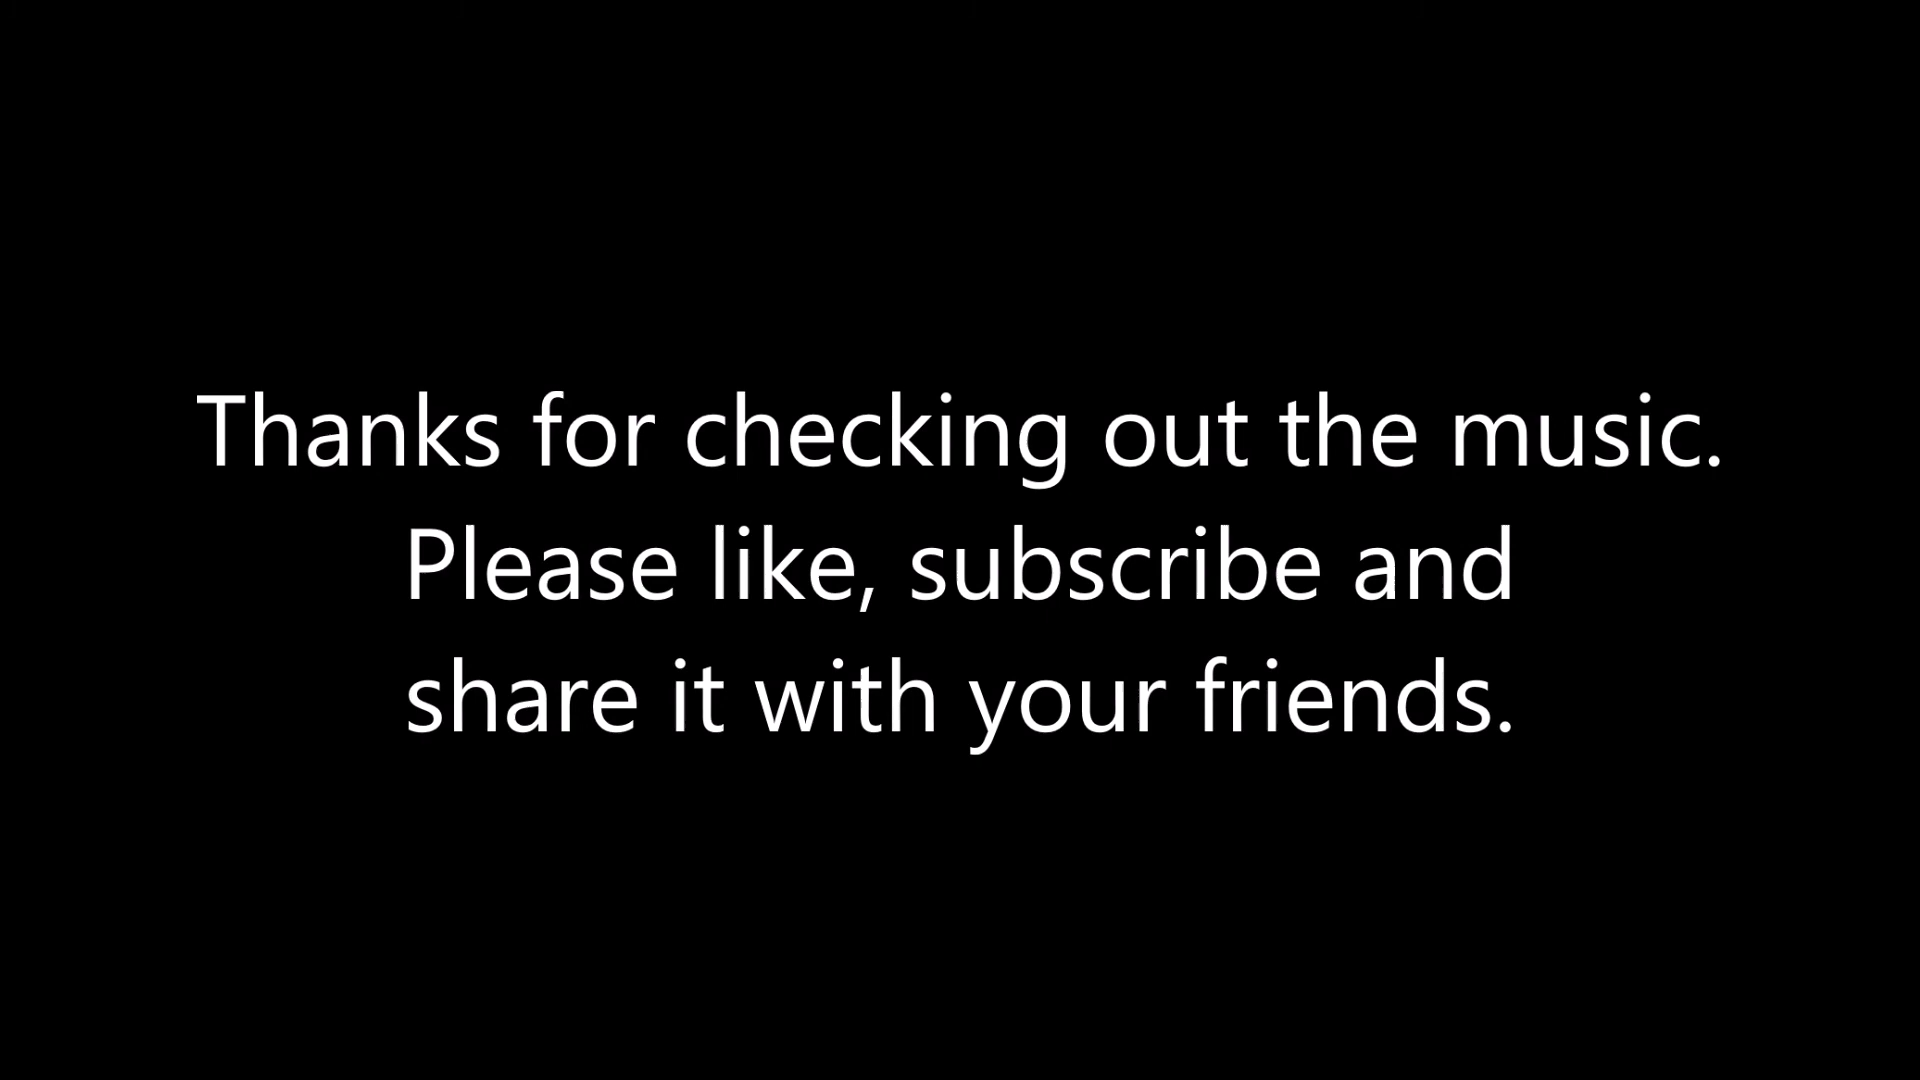 Thanks for checking out the music.
Please like, subscribe and
share it with your friends.